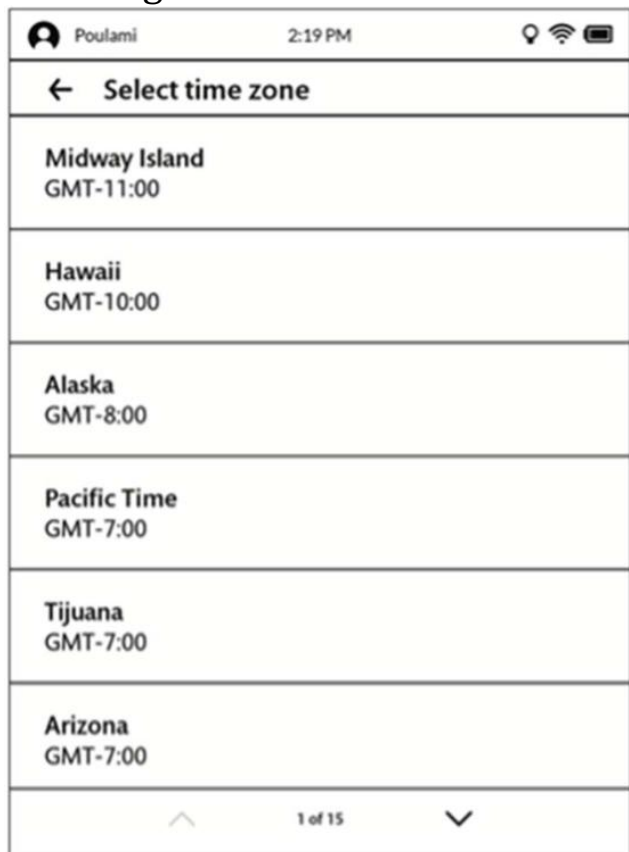 Poulami 2:19 PM
Select time zone
Midway Island
GMT-11:00
Hawaii
GMT-10:00
Alaska
GMT-8:00
Pacific Time
GMT-7:00
Tijuana
GMT-7:00
Arizona
GMT-7:00
1 of 15